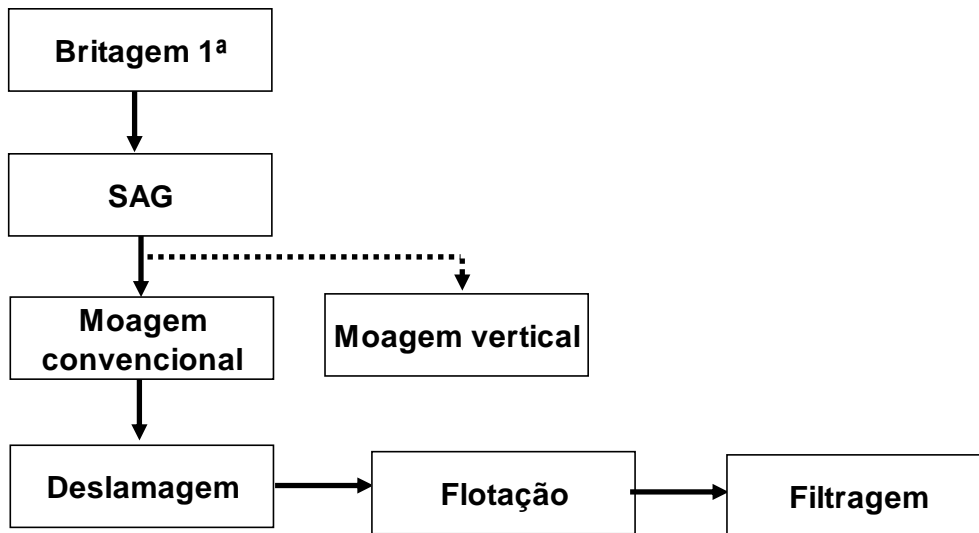 Britagem 1ª
SAG
Moagem
convencional
Moagem vertical
Deslamagem
Flotação
Filtragem